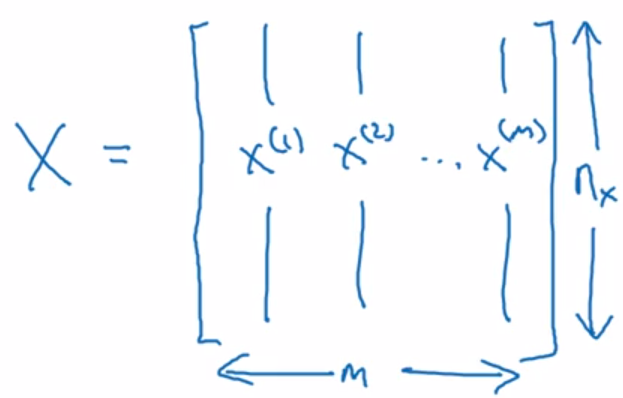 X = [ x^(1) x^(2) ... x^(m) ]
n_x
m